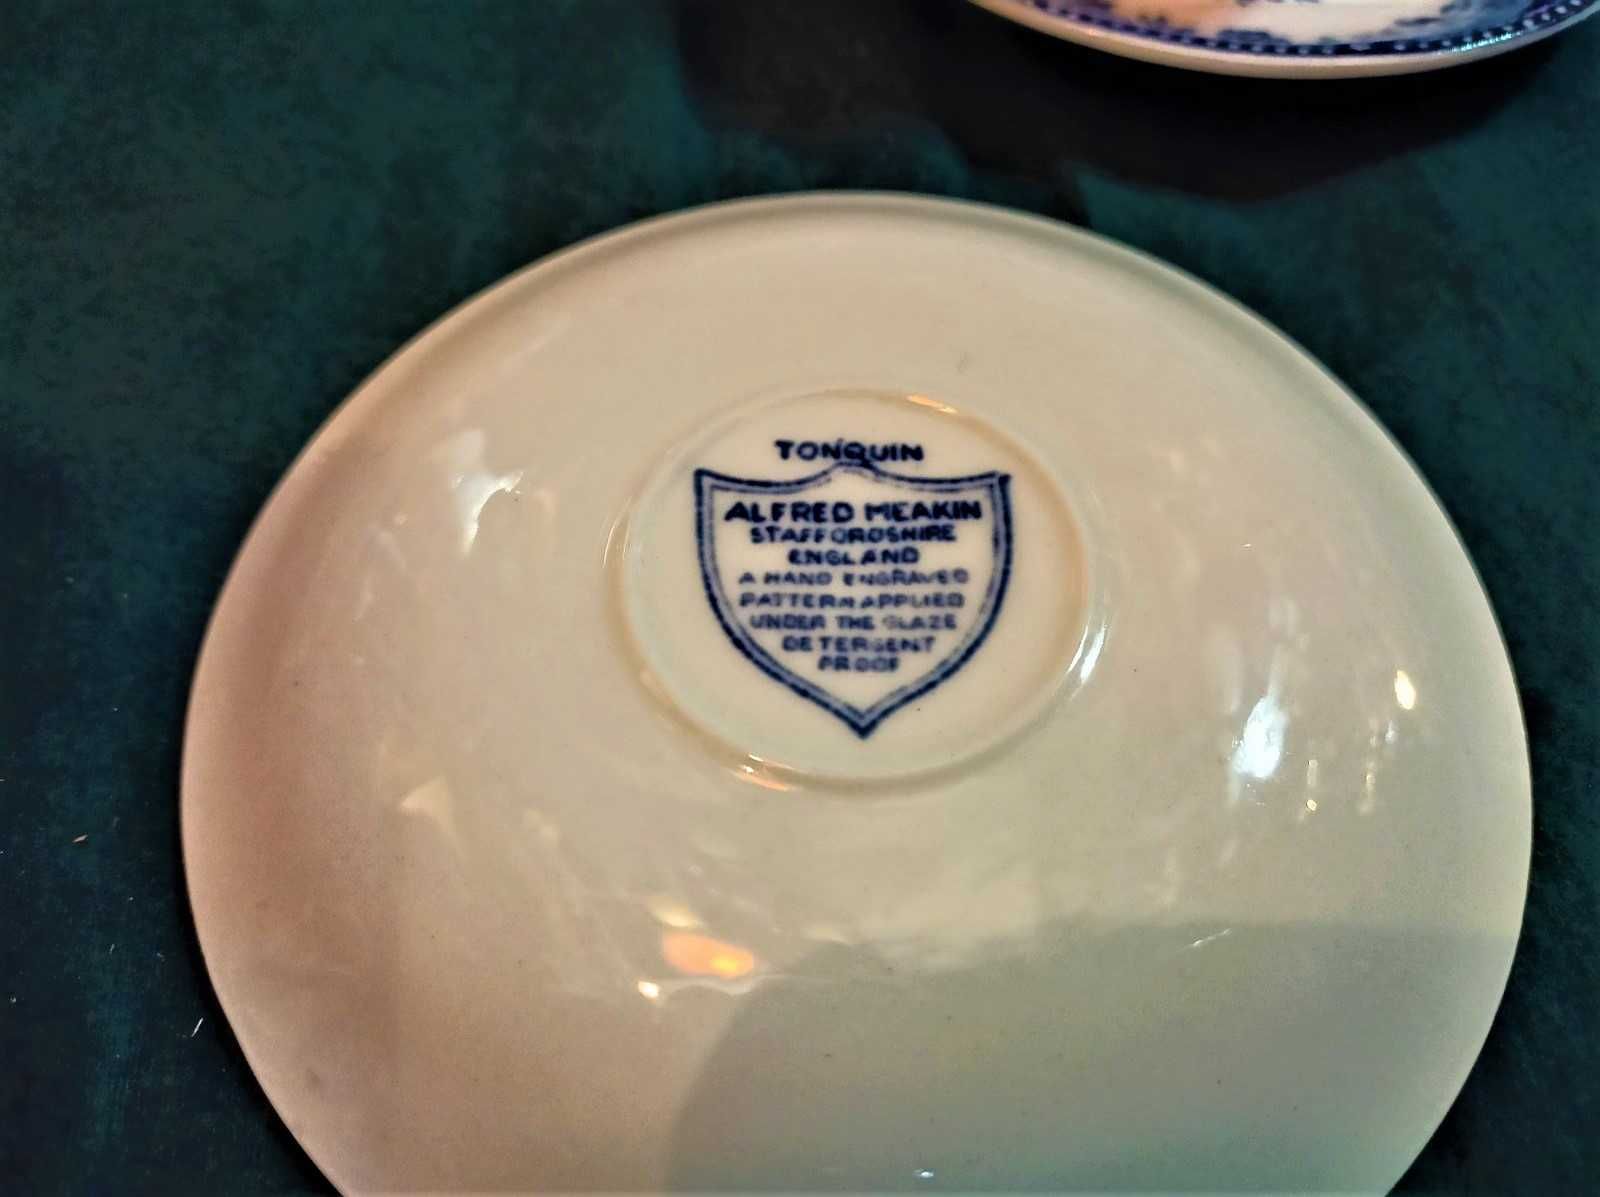 TONQUIN
ALFRED MEAKIN
STAFFORDSHIRE
ENGLAND
A HAND ENGRAVED
PATTERN APPLIED
UNDER THE GLAZE
DETERGENT
PROOF